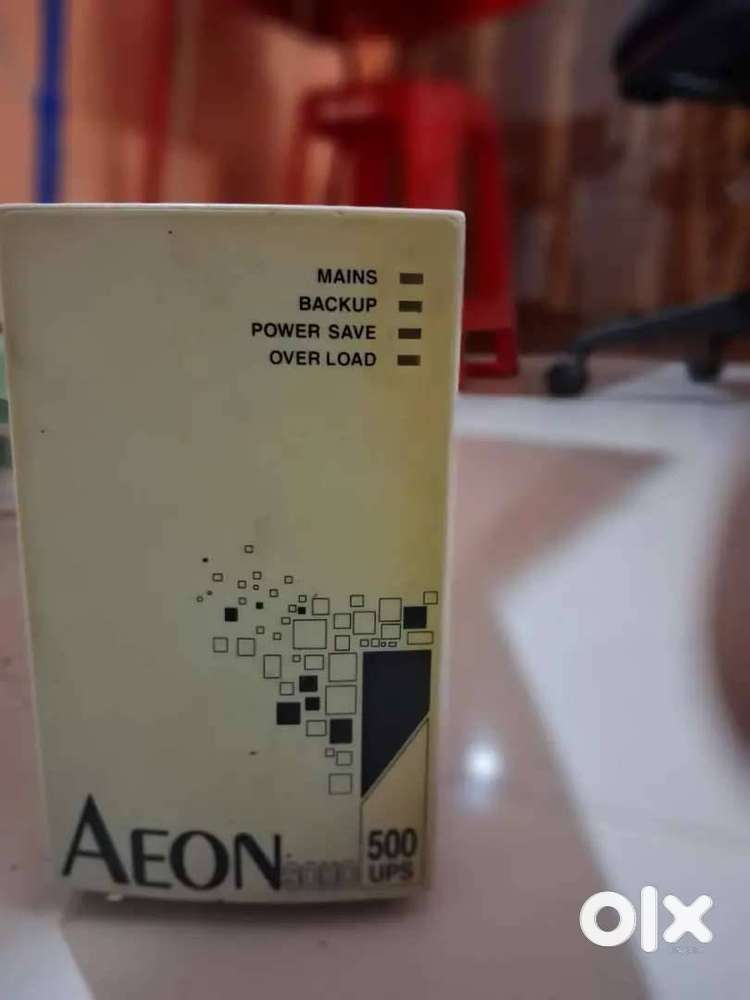 MAINS
BACKUP
POWER SAVE
OVER LOAD
AEON
500
UPS
olx